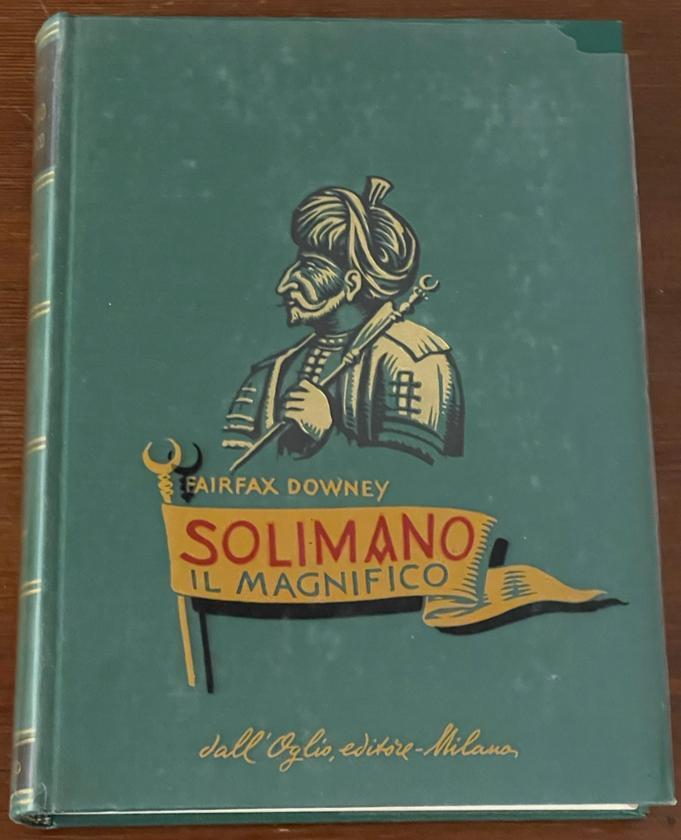 FAIRFAX DOWNEY
SOLIMANO
IL MAGNIFICO
dall'Oglio, editore - Milano